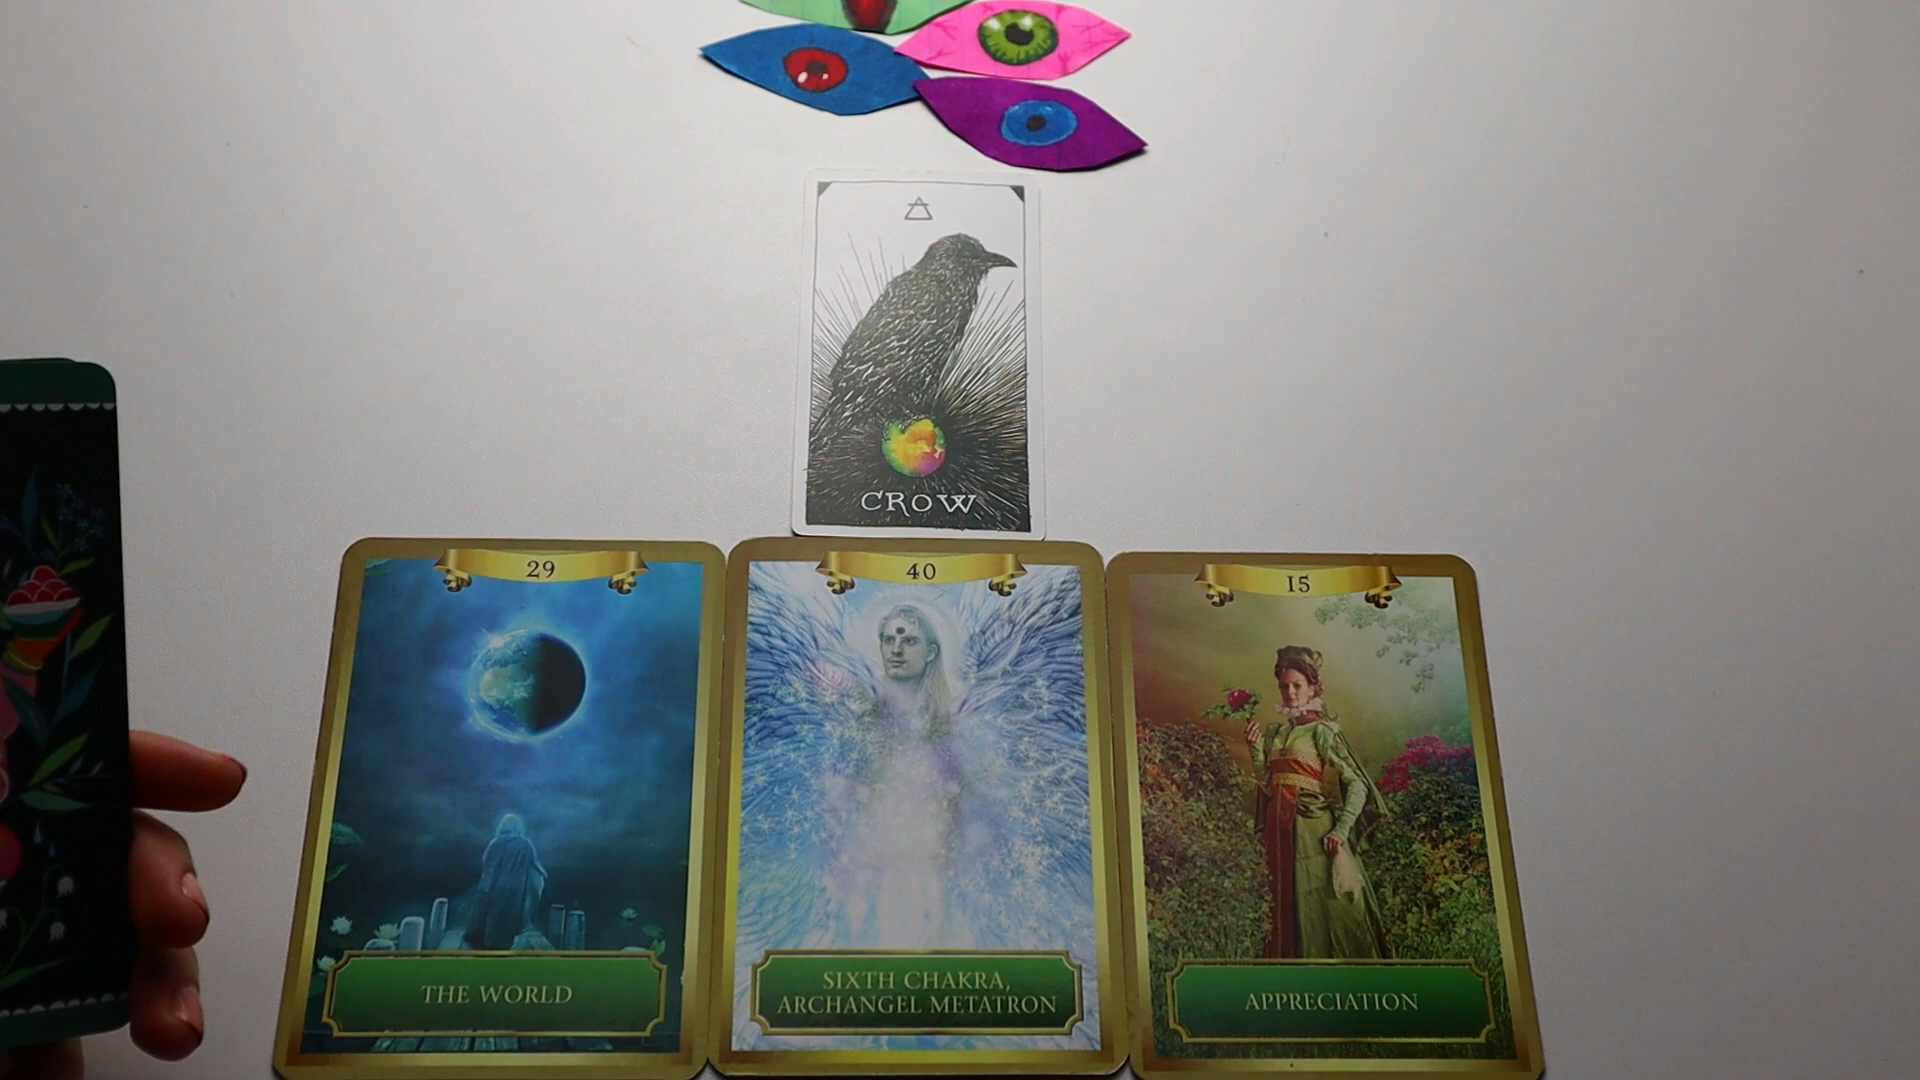 CROW
29
THE WORLD
40
SIXTH CHAKRA,
ARCHANGEL METATRON
15
APPRECIATION